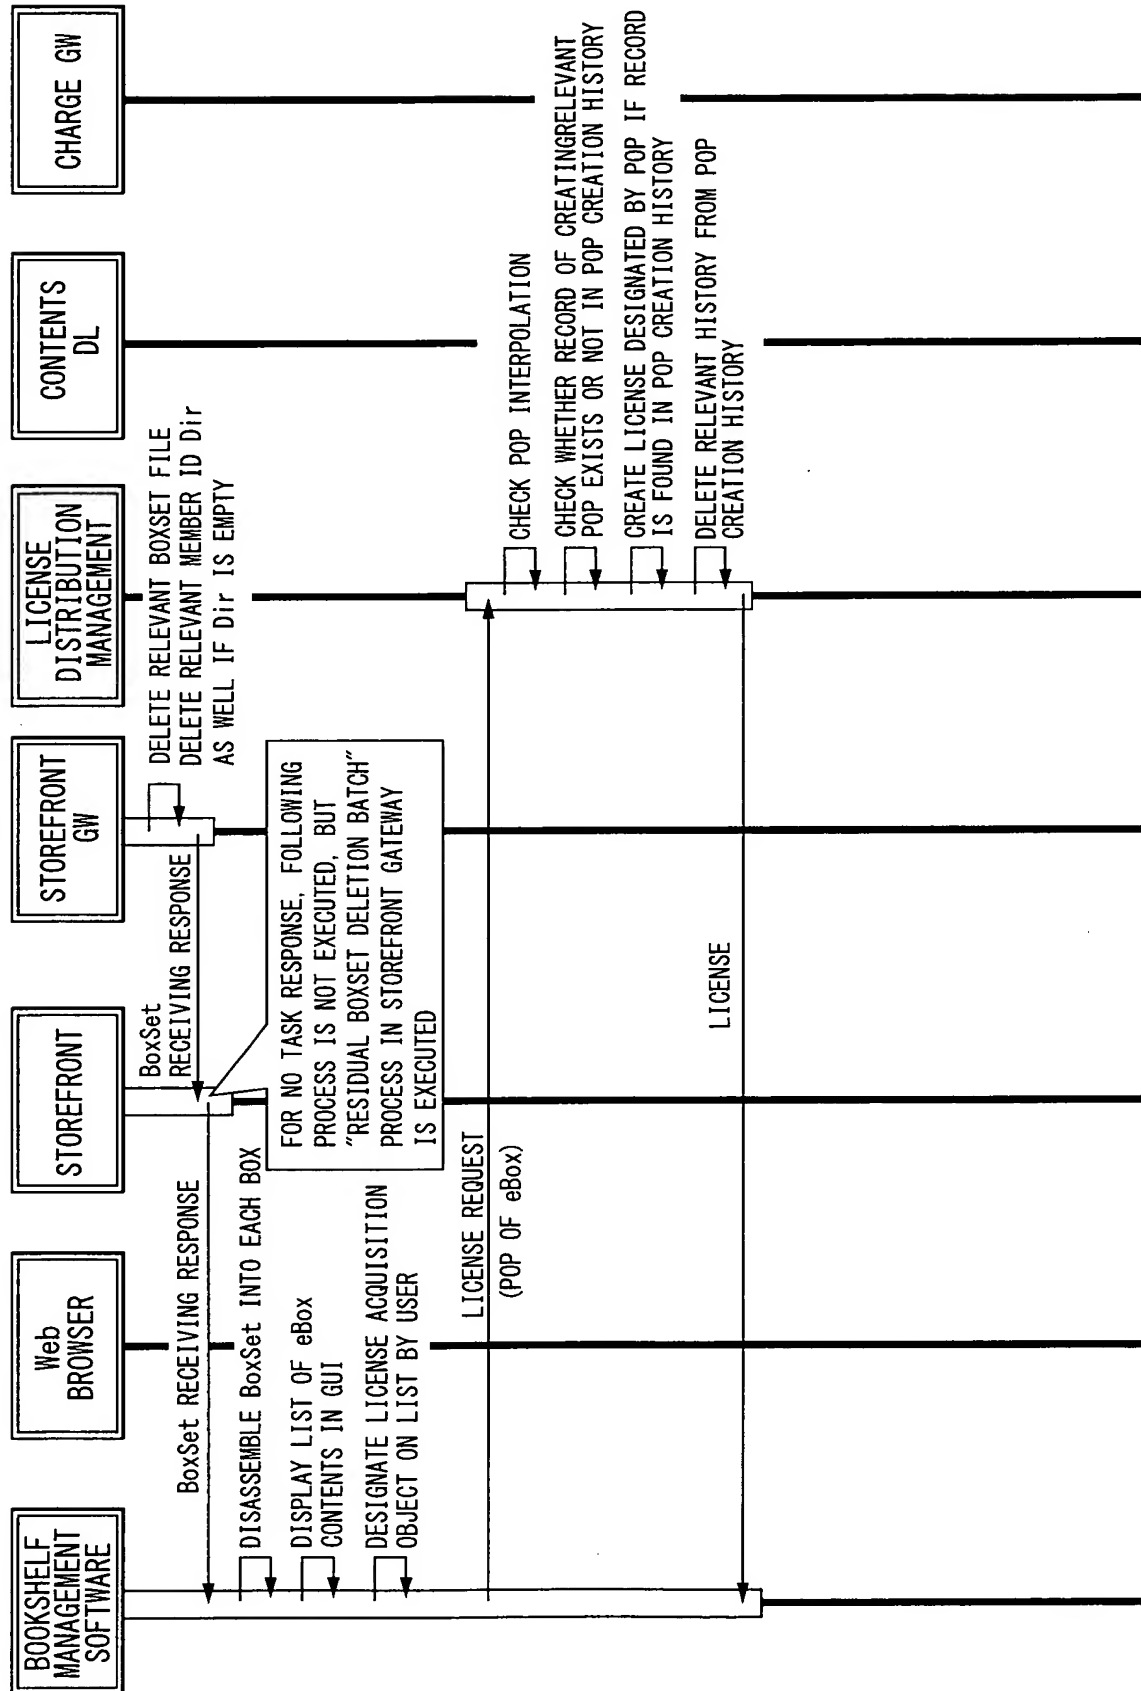 BOOKSHELF
MANAGEMENT
SOFTWARE
Web
BROWSER
STOREFRONT
STOREFRONT
GW
LICENSE
DISTRIBUTION
MANAGEMENT
CONTENTS
DL
CHARGE GW
DELETE RELEVANT BOXSET FILE
DELETE RELEVANT MEMBER ID Dir
AS WELL IF Dir IS EMPTY
BoxSet
RECEIVING RESPONSE
BoxSet RECEIVING RESPONSE
FOR NO TASK RESPONSE, FOLLOWING
PROCESS IS NOT EXECUTED, BUT
"RESIDUAL BOXSET DELETION BATCH"
PROCESS IN STOREFRONT GATEWAY
IS EXECUTED
DISASSEMBLE BoxSet INTO EACH BOX
DISPLAY LIST OF eBox
CONTENTS IN GUI
DESIGNATE LICENSE ACQUISITION
OBJECT ON LIST BY USER
LICENSE REQUEST
(POP OF eBox)
CHECK POP INTERPOLATION
CHECK WHETHER RECORD OF CREATINGRELEVANT
POP EXISTS OR NOT IN POP CREATION HISTORY
CREATE LICENSE DESIGNATED BY POP IF RECORD
IS FOUND IN POP CREATION HISTORY
DELETE RELEVANT HISTORY FROM POP
CREATION HISTORY
LICENSE